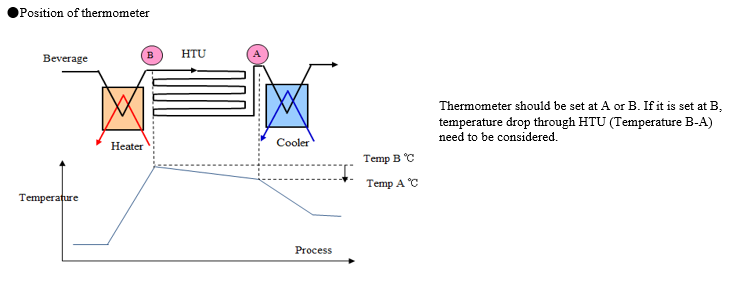 ●Position of thermometer
B HTU A
Beverage
Thermometer should be set at A or B. If it is set at B,
temperature drop through HTU (Temperature B-A)
need to be considered.
Heater
Cooler
Temp B ℃
Temp A ℃
Temperature
Process